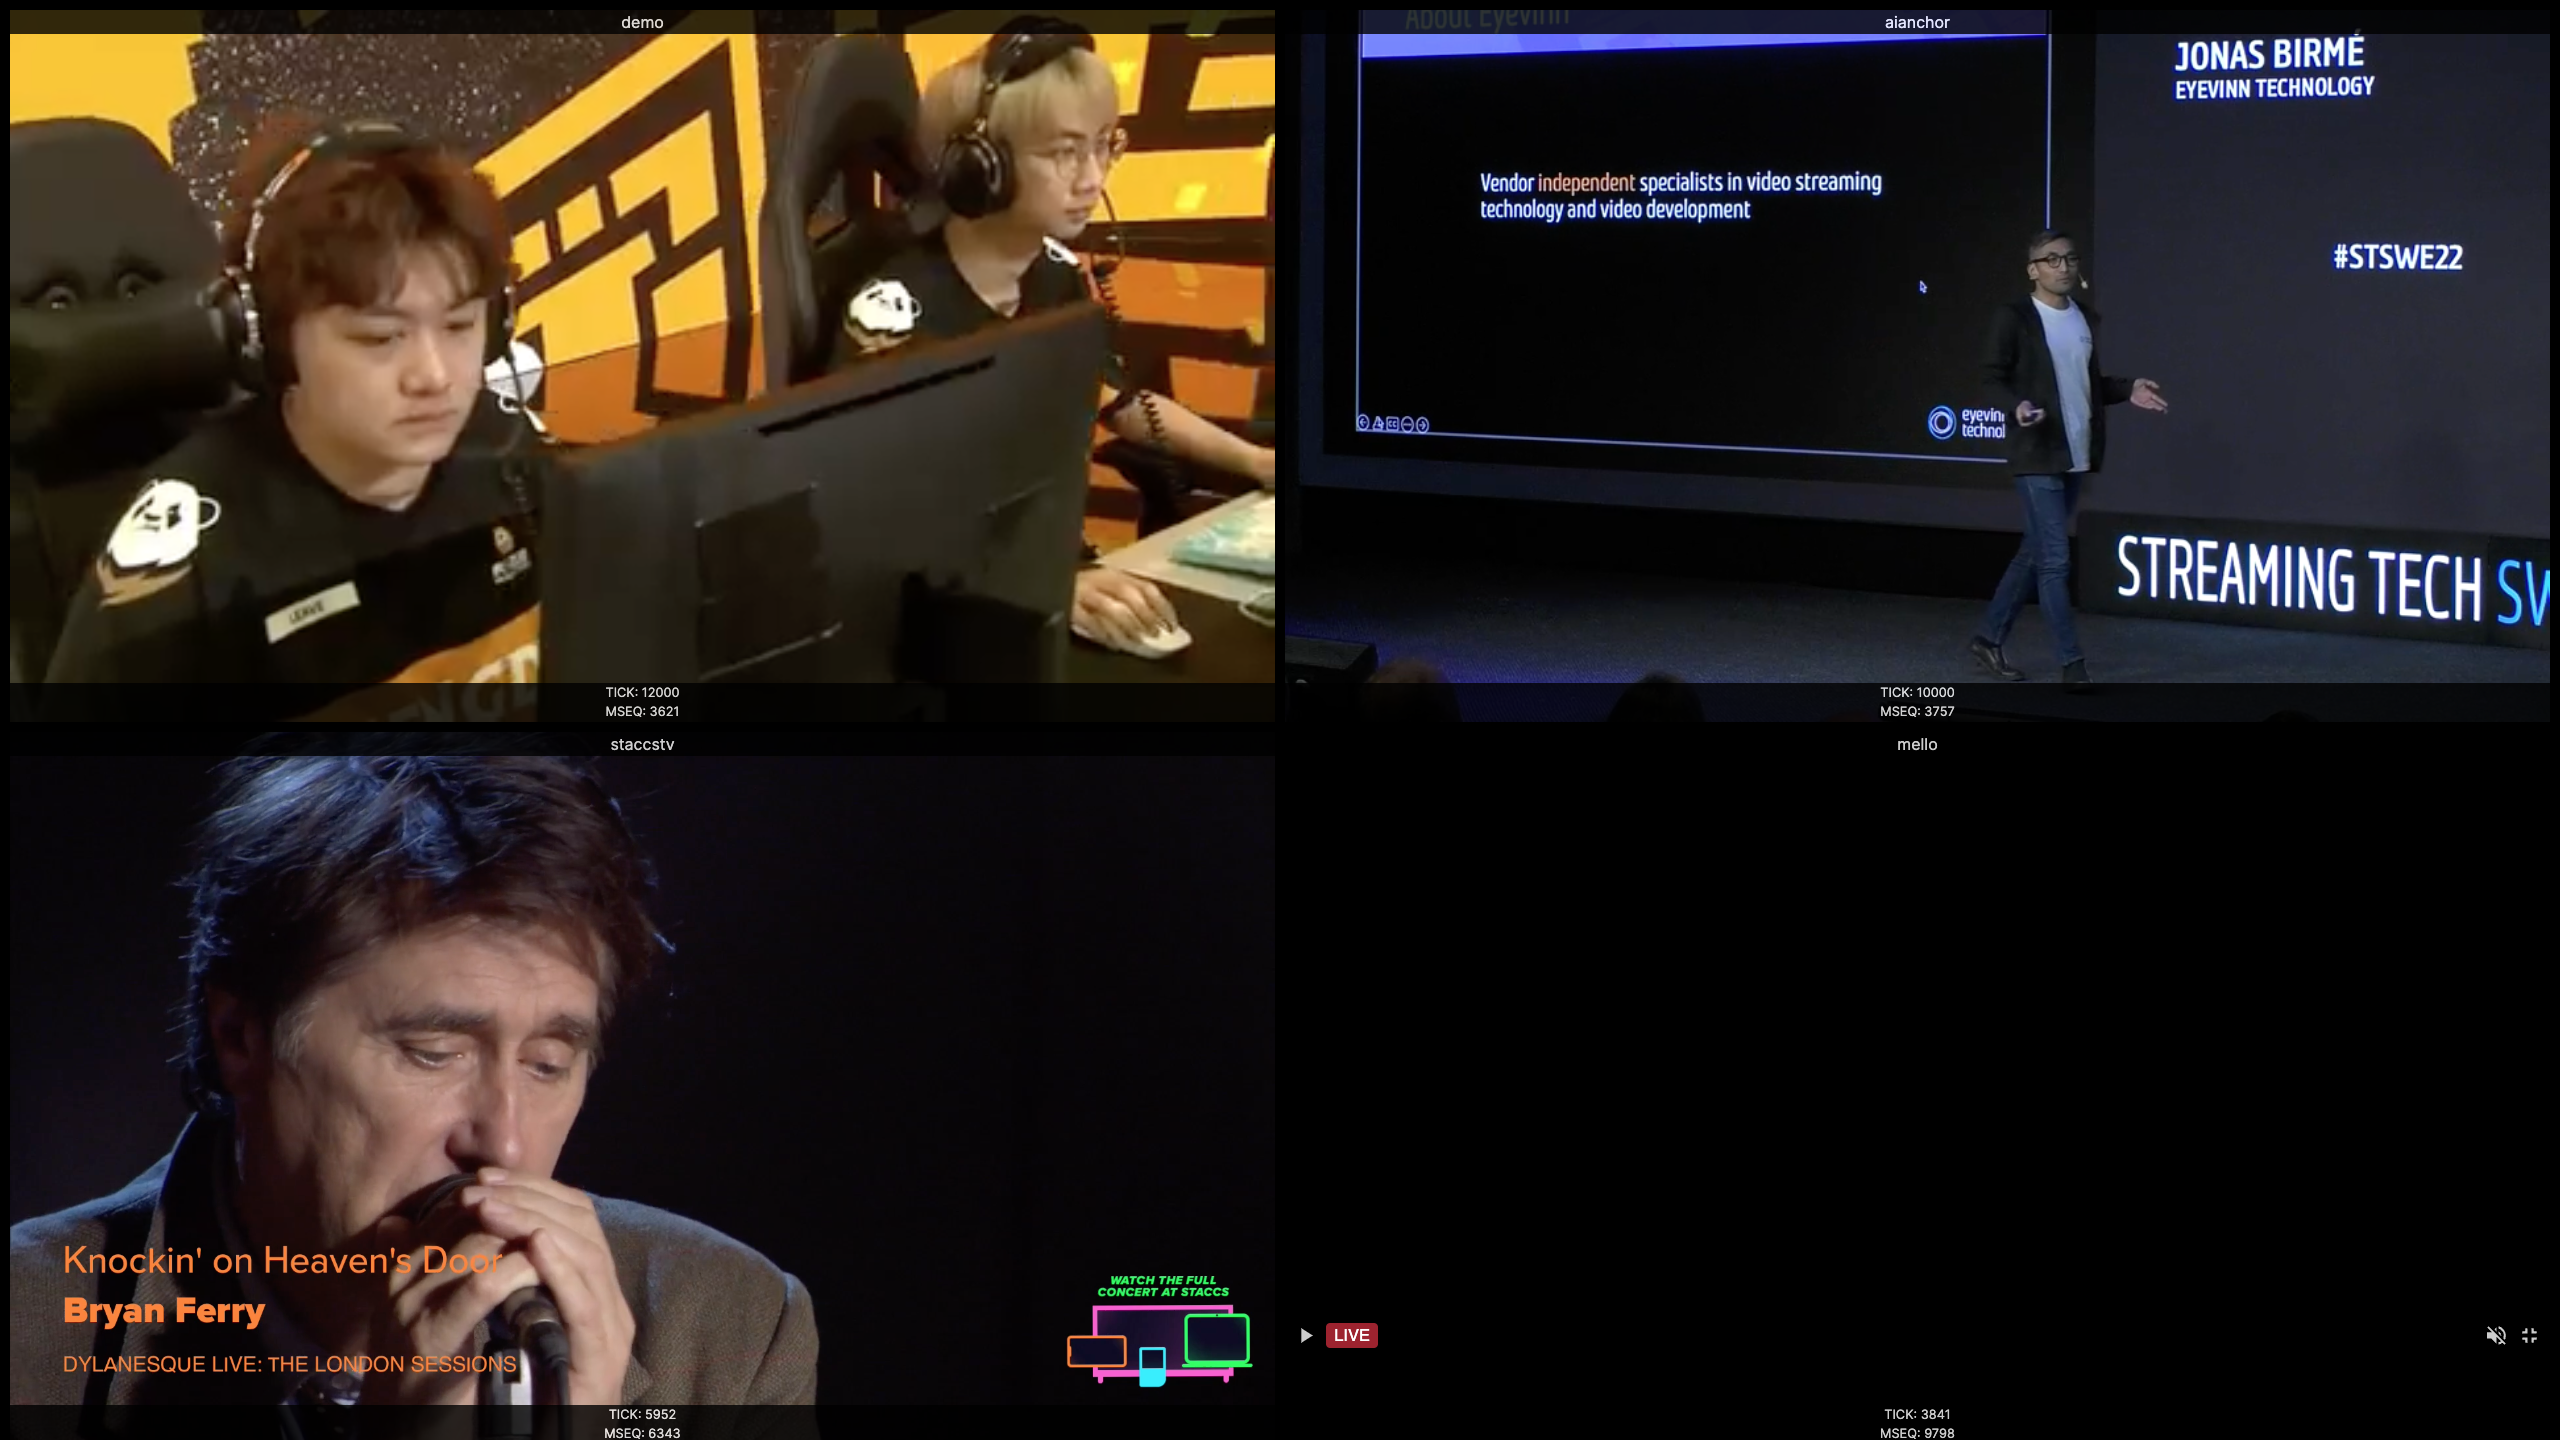 demo
LEAVE
TICK: 12000
MSEQ: 3621
aianchor
About Eyevinn
JONAS BIRMÉ
EYEVINN TECHNOLOGY
Vendor independent specialists in video streaming
technology and video development
#STSWE22
eyevin
technol
STREAMING TECH SW
TICK: 10000
MSEQ: 3757
staccstv
Knockin' on Heaven's Door
Bryan Ferry
DYLANESQUE LIVE: THE LONDON SESSIONS
WATCH THE FULL
CONCERT AT STACCS
TICK: 5952
MSEQ: 6343
mello
LIVE
TICK: 3841
MSEQ: 9798